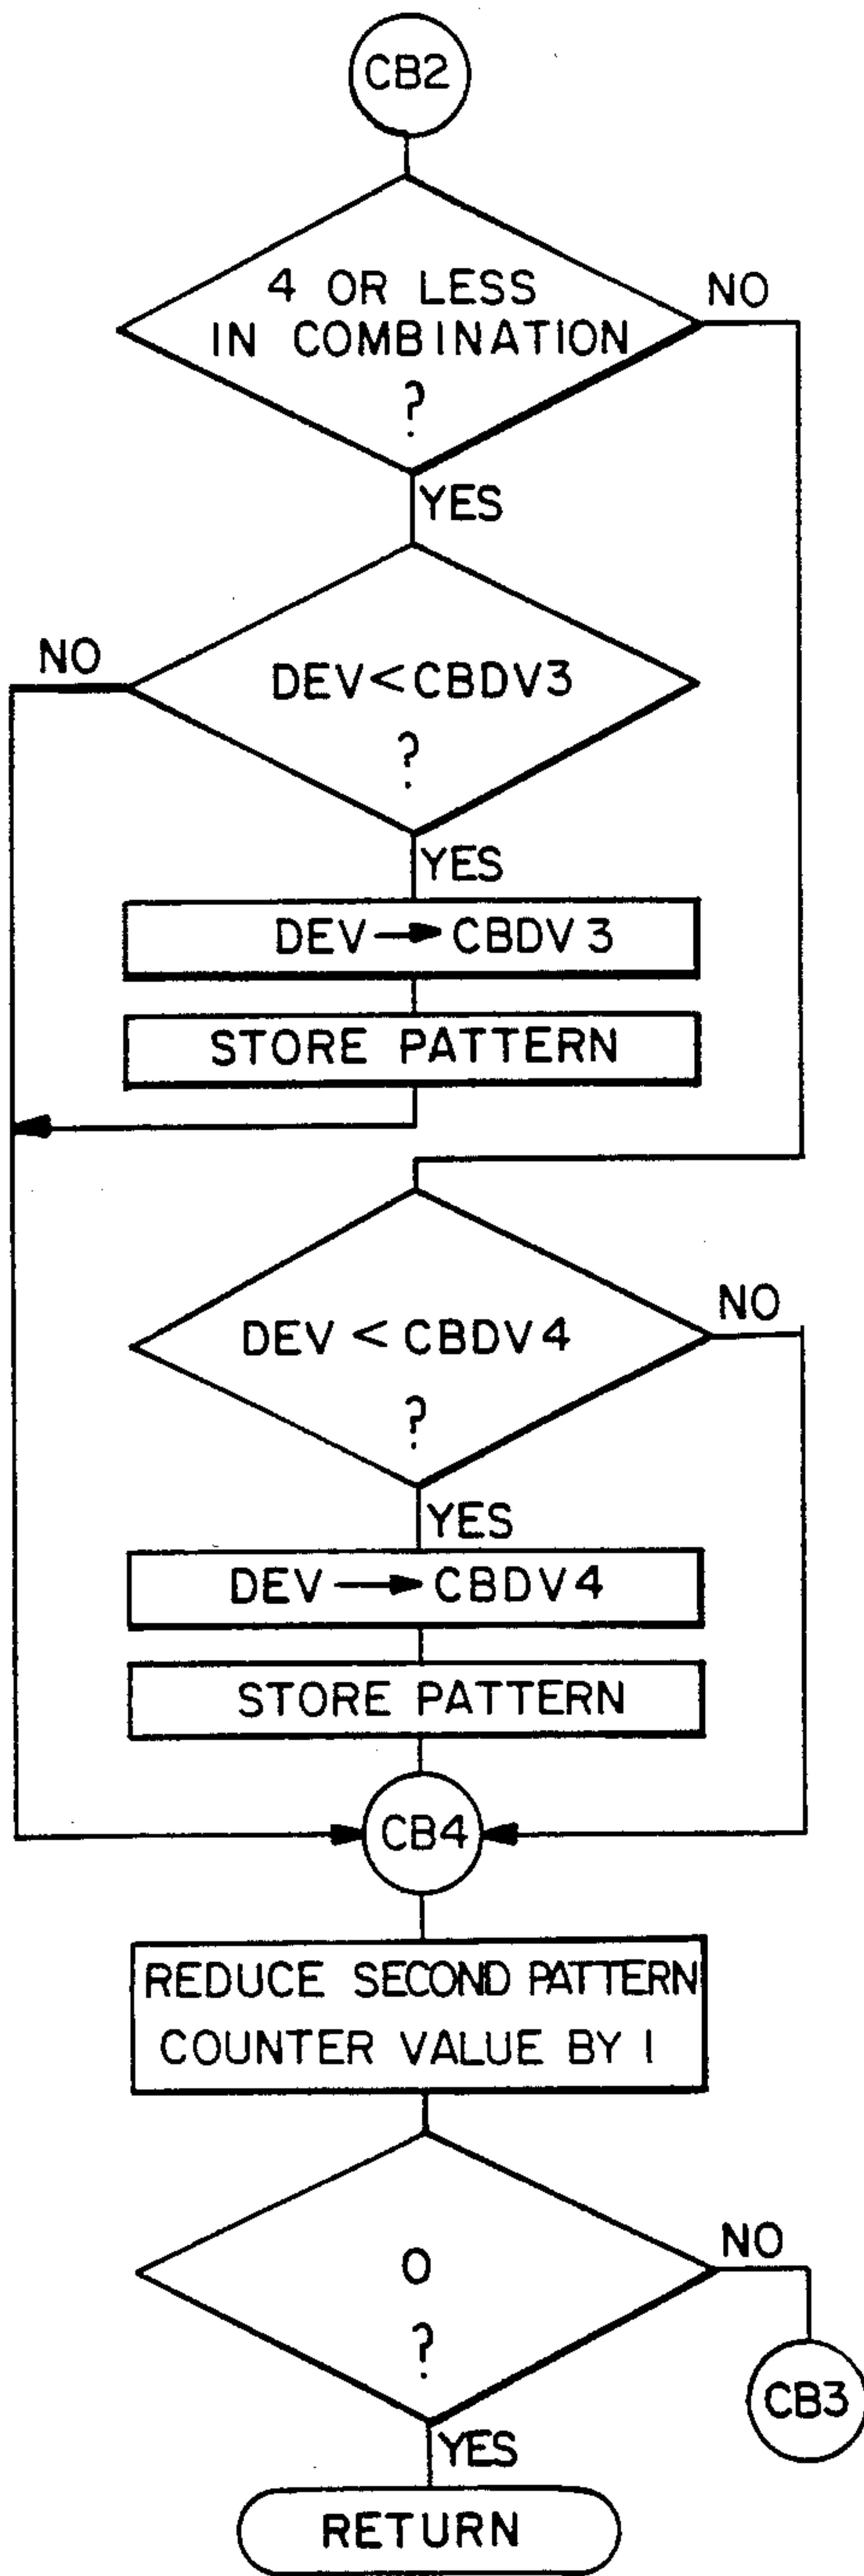 CB2
4 OR LESS
IN COMBINATION
?
NO
YES
DEV<CBDV3
?
NO
YES
DEV → CBDV3
STORE PATTERN
DEV < CBDV4
?
NO
YES
DEV → CBDV4
STORE PATTERN
CB4
REDUCE SECOND PATTERN
COUNTER VALUE BY 1
0
?
NO
CB3
YES
RETURN